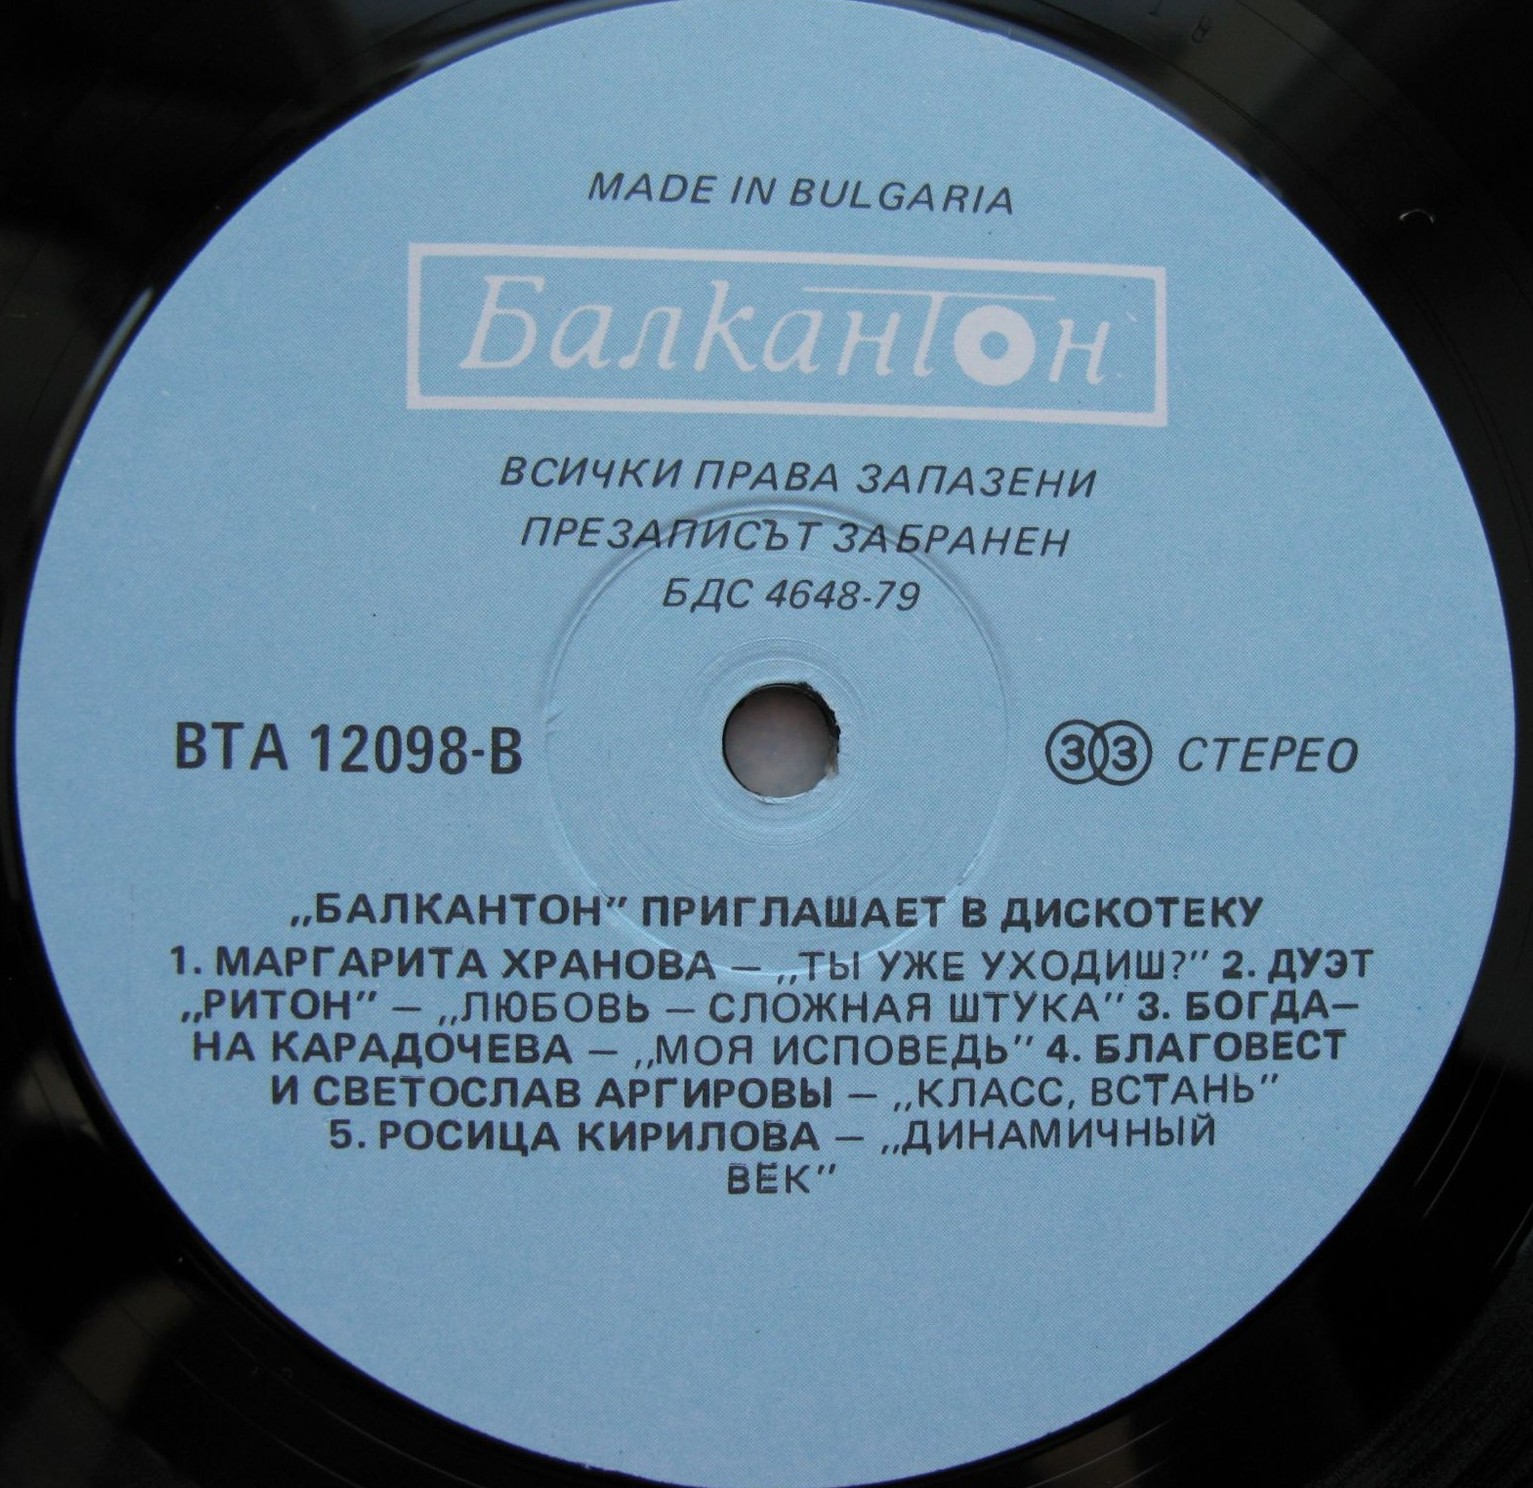 MADE IN BULGARIA
Балкантон
ВСИЧКИ ПРАВА ЗАПАЗЕНИ
ПРЕЗАПИСЪТ ЗАБРАНЕН
БДС 4648-79
ВТА 12098-В
33 СТЕРЕО
„БАЛКАНТОН” ПРИГЛАШАЕТ В ДИСКОТЕКУ
1. МАРГАРИТА ХРАНОВА — „ТЫ УЖЕ УХОДИШ?” 2. ДУЭТ
„РИТОН” — „ЛЮБОВЬ — СЛОЖНАЯ ШТУКА” 3. БОГДА—
НА КАРАДОЧЕВА — „МОЯ ИСПОВЕДЬ” 4. БЛАГОВЕСТ
И СВЕТОСЛАВ АРГИРОВЫ — „КЛАСС, ВСТАНЬ”
5. РОСИЦА КИРИЛОВА — „ДИНАМИЧНЫЙ
ВЕК”